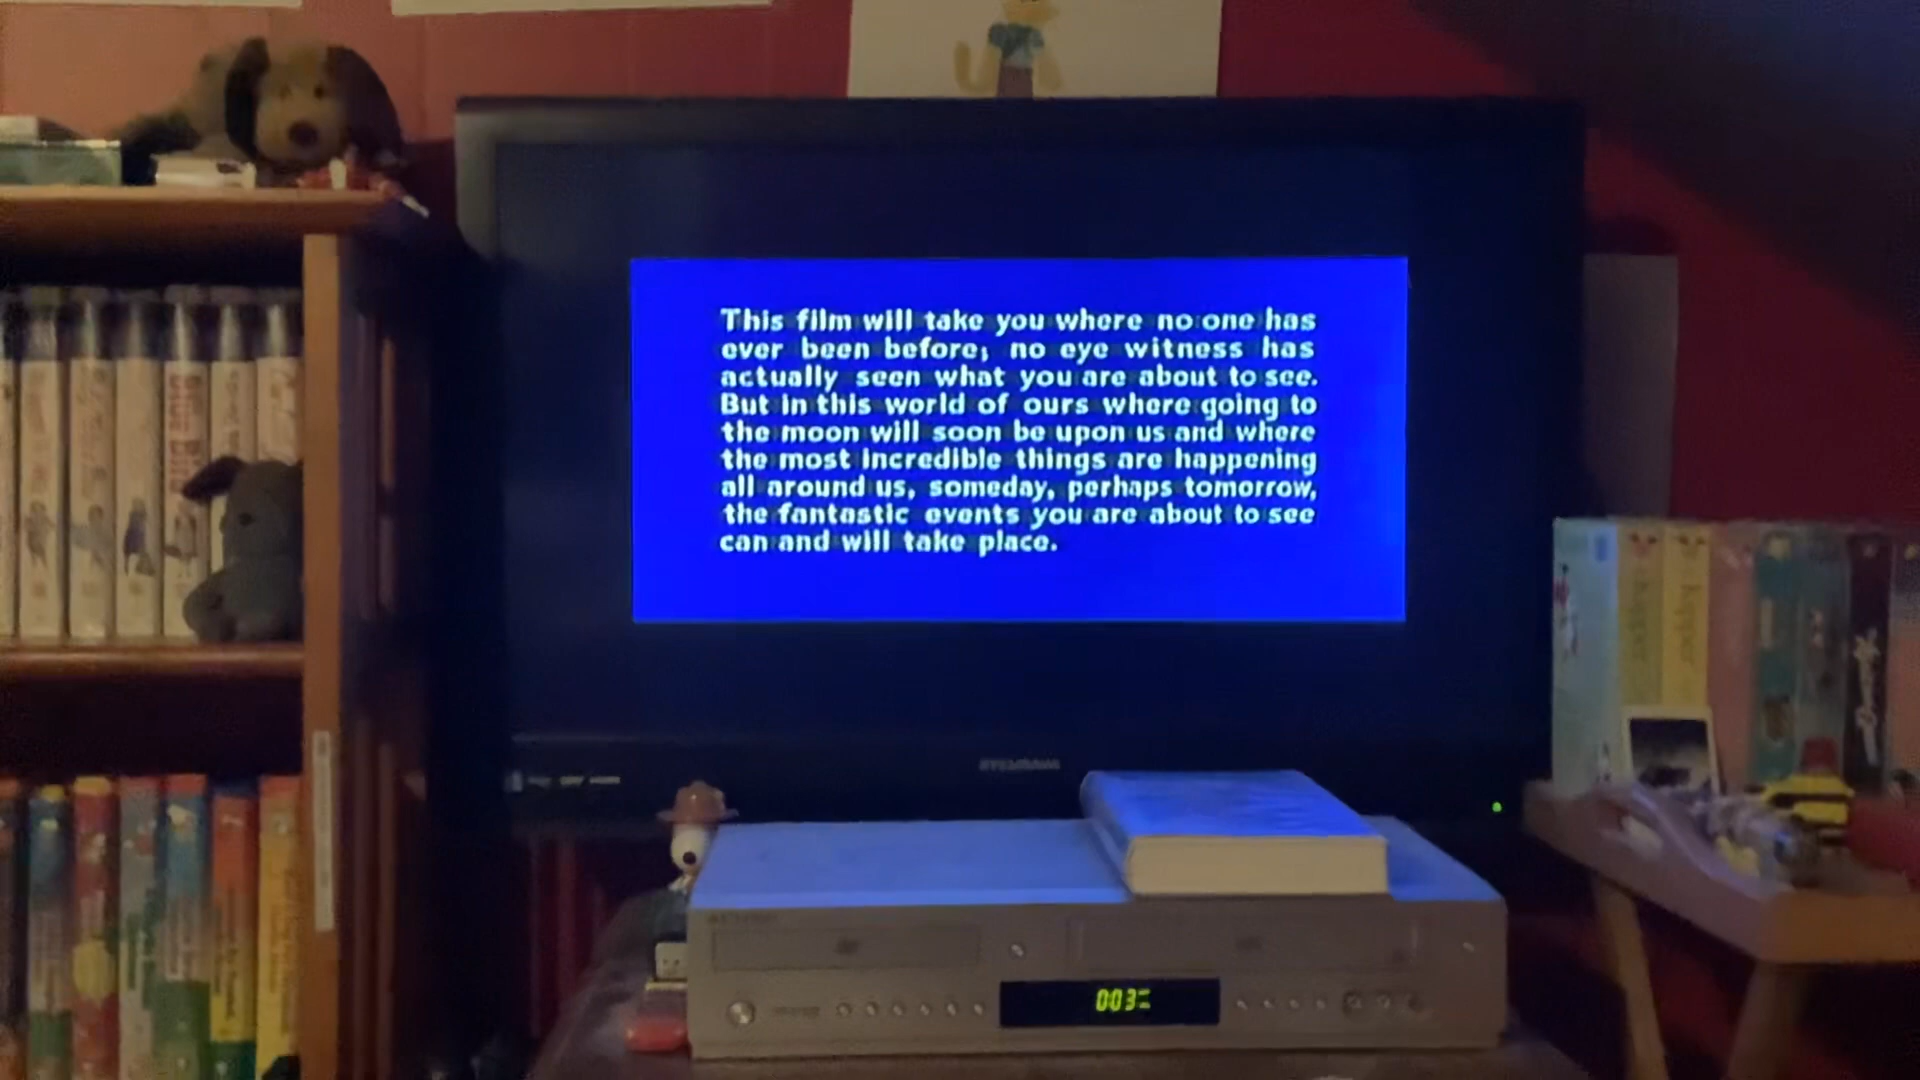 This film will take you where no one has
ever been before; no eye witness has
actually seen what you are about to see.
But in this world of ours where going to
the moon will soon be upon us and where
the most incredible things are happening
all around us, someday, perhaps tomorrow,
the fantastic events you are about to see
can and will take place.
SYLVANIA
003